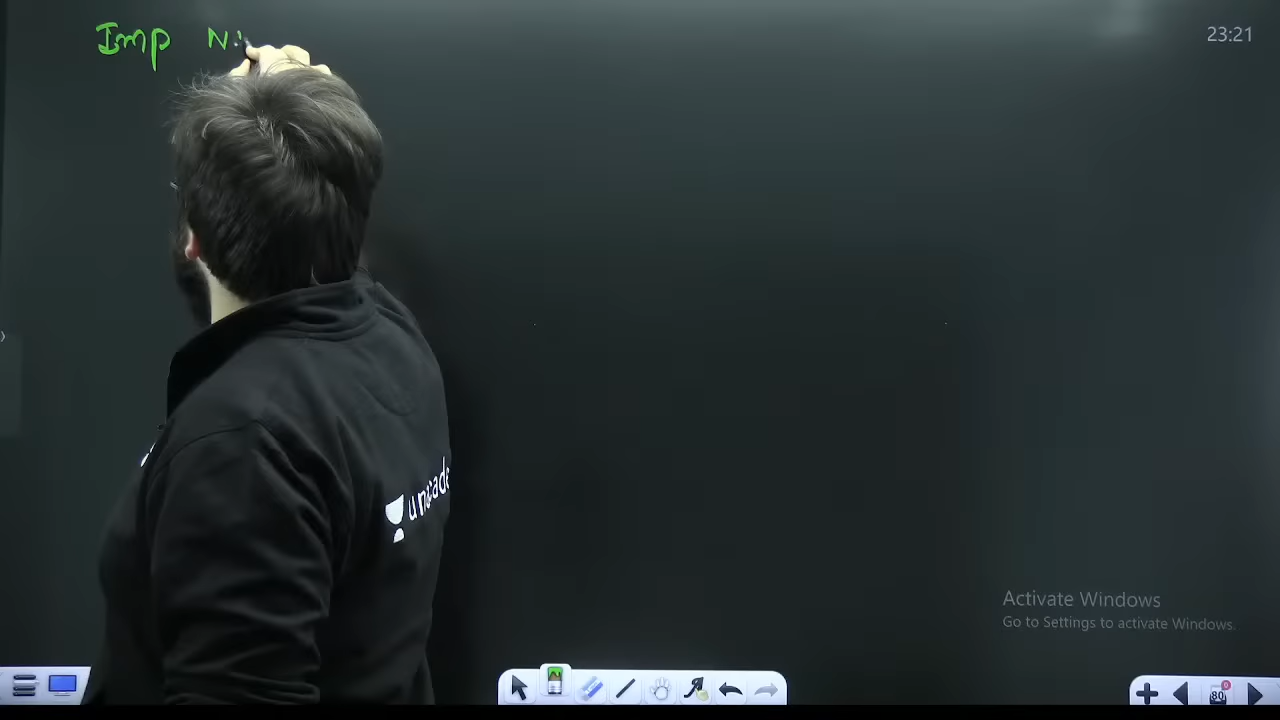 Imp
23:21
unacade
Activate Windows
Go to Settings to activate Windows.
80